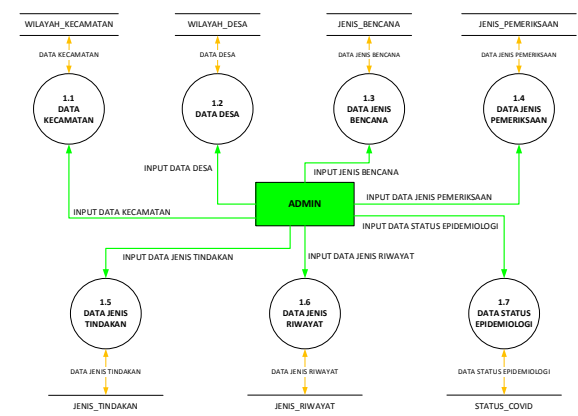 WILAYAH_KECAMATAN
WILAYAH_DESA
JENIS_BENCANA
JENIS_PEMERIKSAAN
DATA KECAMATAN
DATA DESA
DATA JENIS BENCANA
DATA JENIS PEMERIKSAAN
1.1
DATA
KECAMATAN
1.2
DATA DESA
1.3
DATA JENIS
BENCANA
1.4
DATA JENIS
PEMERIKSAAN
INPUT DATA DESA
INPUT JENIS BENCANA
INPUT DATA KECAMATAN
ADMIN
INPUT DATA JENIS PEMERIKSAAN
INPUT DATA STATUS EPIDEMIOLOGI
INPUT DATA JENIS TINDAKAN
INPUT DATA JENIS RIWAYAT
1.5
DATA JENIS
TINDAKAN
1.6
DATA JENIS
RIWAYAT
1.7
DATA STATUS
EPIDEMIOLOGI
DATA JENIS TINDAKAN
DATA JENIS RIWAYAT
DATA STATUS EPIDEMIOLOGI
JENIS_TINDAKAN
JENIS_RIWAYAT
STATUS_COVID